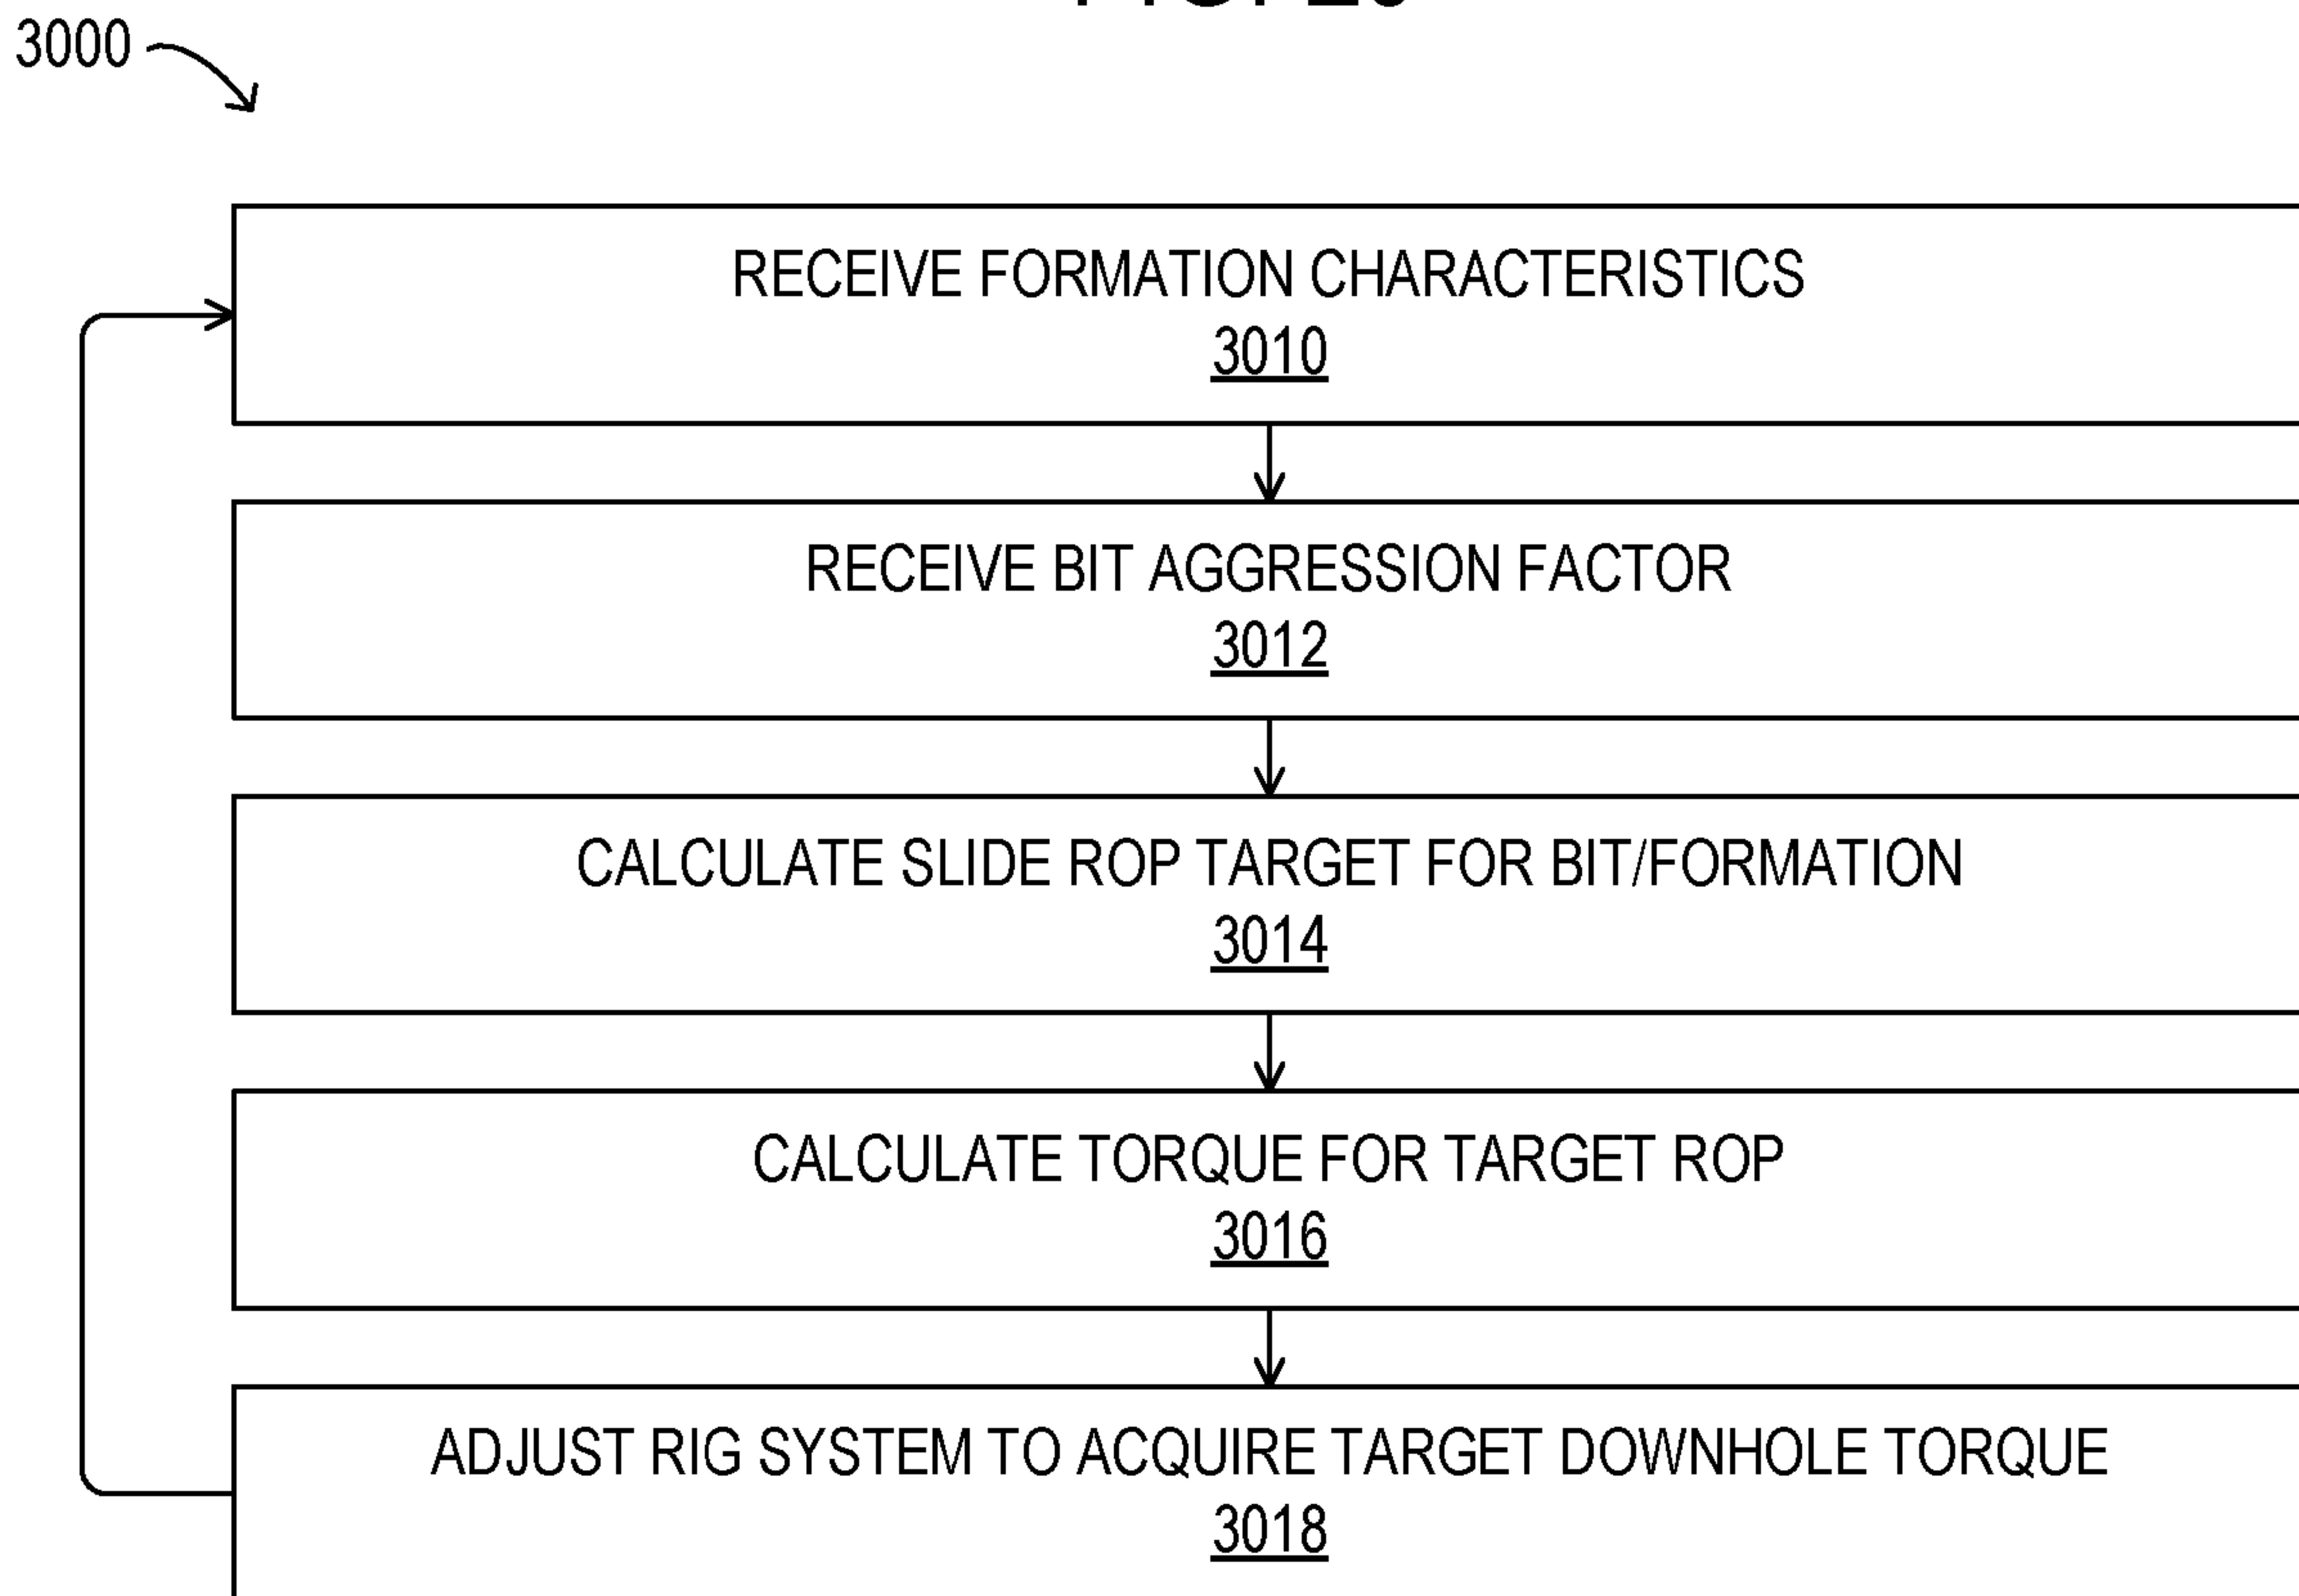 3000
RECEIVE FORMATION CHARACTERISTICS
3010
RECEIVE BIT AGGRESSION FACTOR
3012
CALCULATE SLIDE ROP TARGET FOR BIT/FORMATION
3014
CALCULATE TORQUE FOR TARGET ROP
3016
ADJUST RIG SYSTEM TO ACQUIRE TARGET DOWNHOLE TORQUE
3018